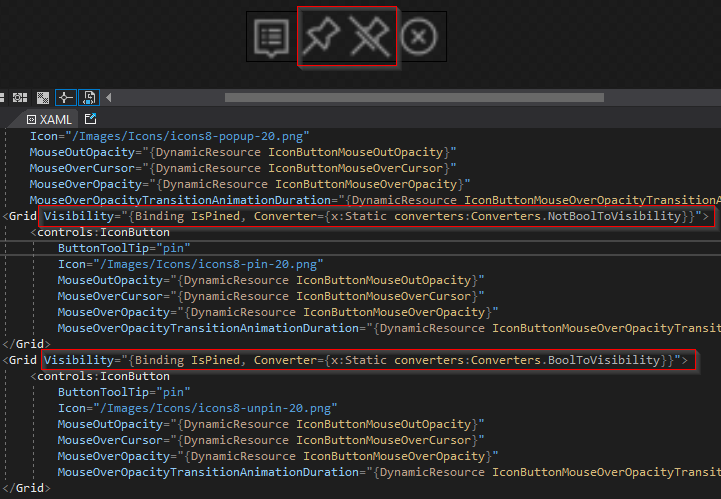 XAML
Icon="/Images/Icons/icons8-popup-20.png"
MouseOutOpacity="{DynamicResource IconButtonMouseOutOpacity}"
MouseOverCursor="{DynamicResource IconButtonMouseOverCursor}"
MouseOverOpacity="{DynamicResource IconButtonMouseOverOpacity}"
MouseOverOpacityTransitionAnimationDuration="{DynamicResource IconButtonMouseOverOpacityTransitionA
<Grid Visibility="{Binding IsPined, Converter={x:Static converters:Converters.NotBoolToVisibility}}">
<controls:IconButton
ButtonToolTip="pin"
Icon="/Images/Icons/icons8-pin-20.png"
MouseOutOpacity="{DynamicResource IconButtonMouseOutOpacity}"
MouseOverCursor="{DynamicResource IconButtonMouseOverCursor}"
MouseOverOpacity="{DynamicResource IconButtonMouseOverOpacity}"
MouseOverOpacityTransitionAnimationDuration="{DynamicResource IconButtonMouseOverOpacityTransit
</Grid>
<Grid Visibility="{Binding IsPined, Converter={x:Static converters:Converters.BoolToVisibility}}">
<controls:IconButton
ButtonToolTip="pin"
Icon="/Images/Icons/icons8-unpin-20.png"
MouseOutOpacity="{DynamicResource IconButtonMouseOutOpacity}"
MouseOverCursor="{DynamicResource IconButtonMouseOverCursor}"
MouseOverOpacity="{DynamicResource IconButtonMouseOverOpacity}"
MouseOverOpacityTransitionAnimationDuration="{DynamicResource IconButtonMouseOverOpacityTransit
</Grid>